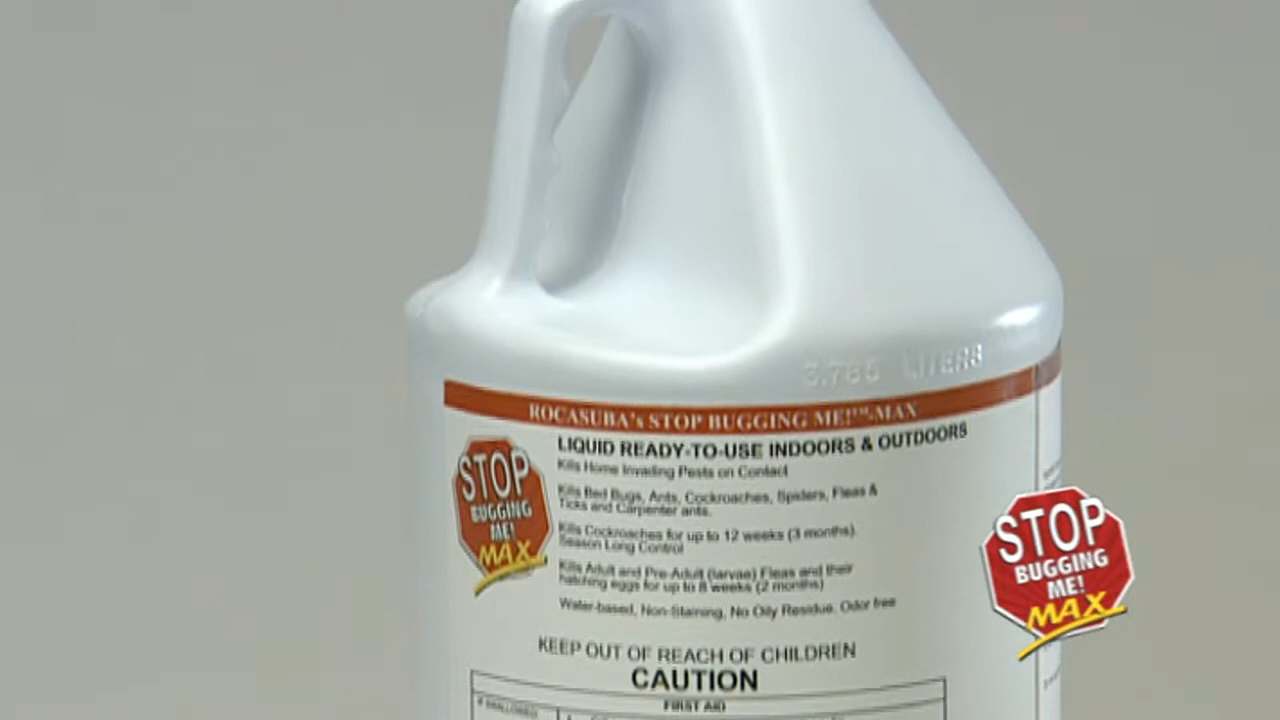 3.785 LITERS
ROCASUBA's STOP BUGGING ME!™-MAX
LIQUID READY-TO-USE INDOORS & OUTDOORS
Kills Home Invading Pests on Contact
Kills Bed Bugs, Ants, Cockroaches, Spiders, Fleas &
Ticks and Carpenter ants.
Kills Cockroaches for up to 12 weeks (3 months).
Season Long Control
Kills Adult and Pre-Adult (larvae) Fleas and their
hatching eggs for up to 8 weeks (2 months)
Water-based, Non-Staining, No Oily Residue. Odor free
STOP
BUGGING
ME!
MAX
KEEP OUT OF REACH OF CHILDREN
CAUTION
FIRST AID
If SWALLOWED
STOP
BUGGING
ME!
MAX